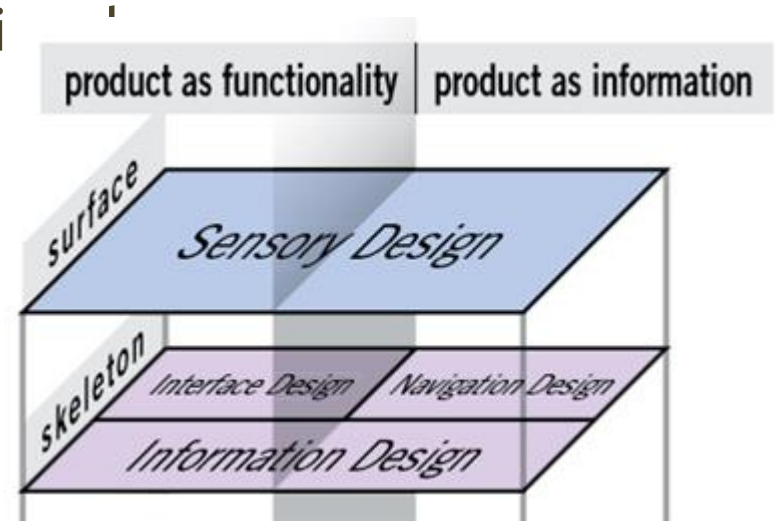 product as functionality product as information
surface
Sensory Design
skeleton
Interface Design Navigation Design
Information Design